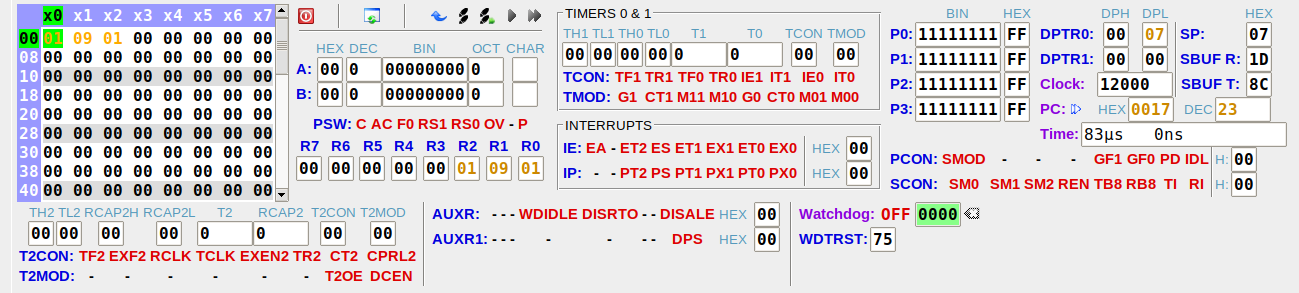 x0 x1 x2 x3 x4 x5 x6 x7
00 01 09 01 00 00 00 00 00
08 00 00 00 00 00 00 00 00
10 00 00 00 00 00 00 00 00
18 00 00 00 00 00 00 00 00
20 00 00 00 00 00 00 00 00
28 00 00 00 00 00 00 00 00
30 00 00 00 00 00 00 00 00
38 00 00 00 00 00 00 00 00
40 00 00 00 00 00 00 00 00
HEX DEC BIN OCT CHAR
A: 00 0 00000000 0
B: 00 0 00000000 0
PSW: C AC F0 RS1 RS0 OV - P
R7 R6 R5 R4 R3 R2 R1 R0
00 00 00 00 00 01 09 01
TIMERS 0 & 1
TH1 TL1 TH0 TL0 T1 T0 TCON TMOD
00 00 00 00 0 0 00 00
TCON: TF1 TR1 TF0 TR0 IE1 IT1 IE0 IT0
TMOD: G1 CT1 M11 M10 G0 CT0 M01 M00
INTERRUPTS
IE: EA - ET2 ES ET1 EX1 ET0 EX0 HEX 00
IP: - - PT2 PS PT1 PX1 PT0 PX0 HEX 00
BIN HEX
P0: 11111111 FF
P1: 11111111 FF
P2: 11111111 FF
P3: 11111111 FF
DPH DPL
DPTR0: 00 07
DPTR1: 00 00
Clock: 12000
HEX
SP: 07
SBUF R: 1D
SBUF T: 8C
PC: HEX 0017 DEC 23
Time: 83µs 0ns
PCON: SMOD - - - GF1 GF0 PD IDL H: 00
SCON: SM0 SM1 SM2 REN TB8 RB8 TI RI H: 00
TH2 TL2 RCAP2H RCAP2L T2 RCAP2 T2CON T2MOD
00 00 00 00 0 0 00 00
T2CON: TF2 EXF2 RCLK TCLK EXEN2 TR2 CT2 CPRL2
T2MOD: - - - - - - T2OE DCEN
AUXR: - - - WDIDLE DISRTO - - DISALE HEX 00
AUXR1: - - - - - - - DPS HEX 00
Watchdog: OFF 0000
WDTRST: 75